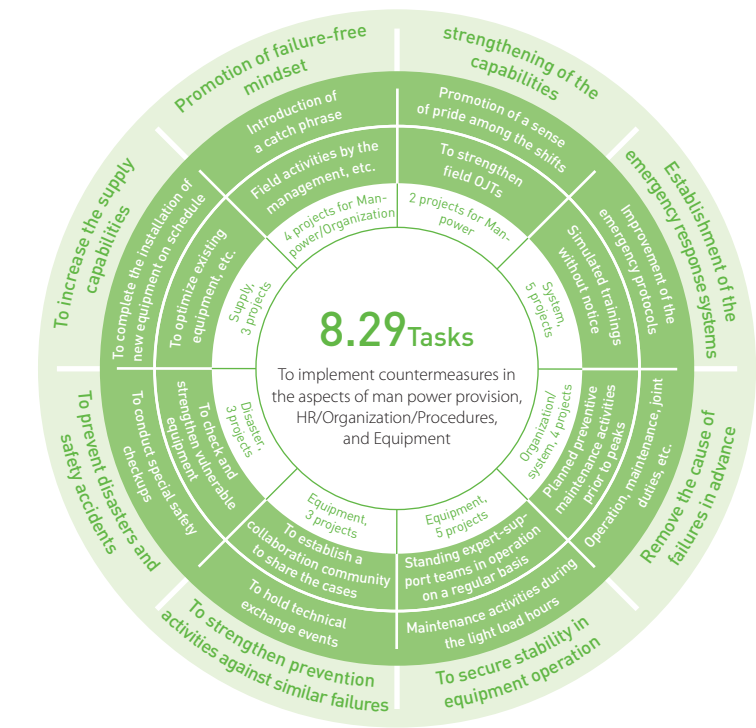 8.29Tasks
To implement countermeasures in
the aspects of man power provision,
HR/Organization/Procedures,
and Equipment
strengthening of the
capabilities
Promotion of a sense
of pride among the shifts
To strengthen
field OJTs
2 projects for Man-
power
Establishment of the
emergency response systems
Improvement of the
emergency protocols
Simulated trainings
without notice
System,
5 projects
Remove the cause of
failures in advance
Operation, maintenance, joint
duties, etc.
Planned preventive
maintenance activities
prior to peaks
Organization/
system, 4 projects
To secure stability in
equipment operation
Maintenance activities during
the light load hours
Standing expert-sup-
port teams in operation
on a regular basis
Equipment,
5 projects
To strengthen prevention
activities against similar failures
To hold technical
exchange events
To establish a
collaboration community
to share the cases
Equipment,
3 projects
To prevent disasters and
safety accidents
To conduct special safety
checkups
To check and
strengthen vulnerable
equipment
Disaster,
3 projects
To increase the supply
capabilities
To complete the installation of
new equipment on schedule
To optimize existing
equipment, etc.
Supply,
3 projects
Promotion of failure-free
mindset
Introduction of
a catch phrase
Field activities by the
management, etc.
4 projects for Man-
power/Organization